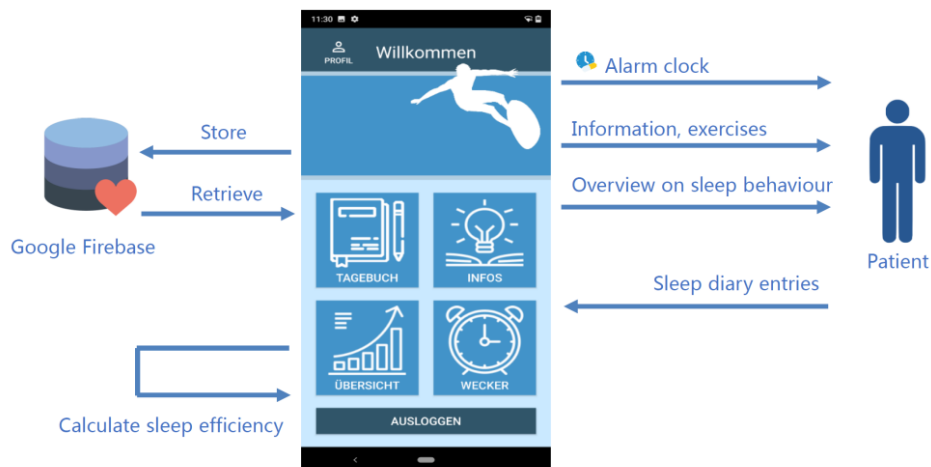 11:30
PROFIL
Willkommen
Alarm clock
Store
Information, exercises
Retrieve
Overview on sleep behaviour
Google Firebase
Patient
TAGEBUCH
INFOS
Sleep diary entries
ÜBERSICHT
WECKER
Calculate sleep efficiency
AUSLOGGEN